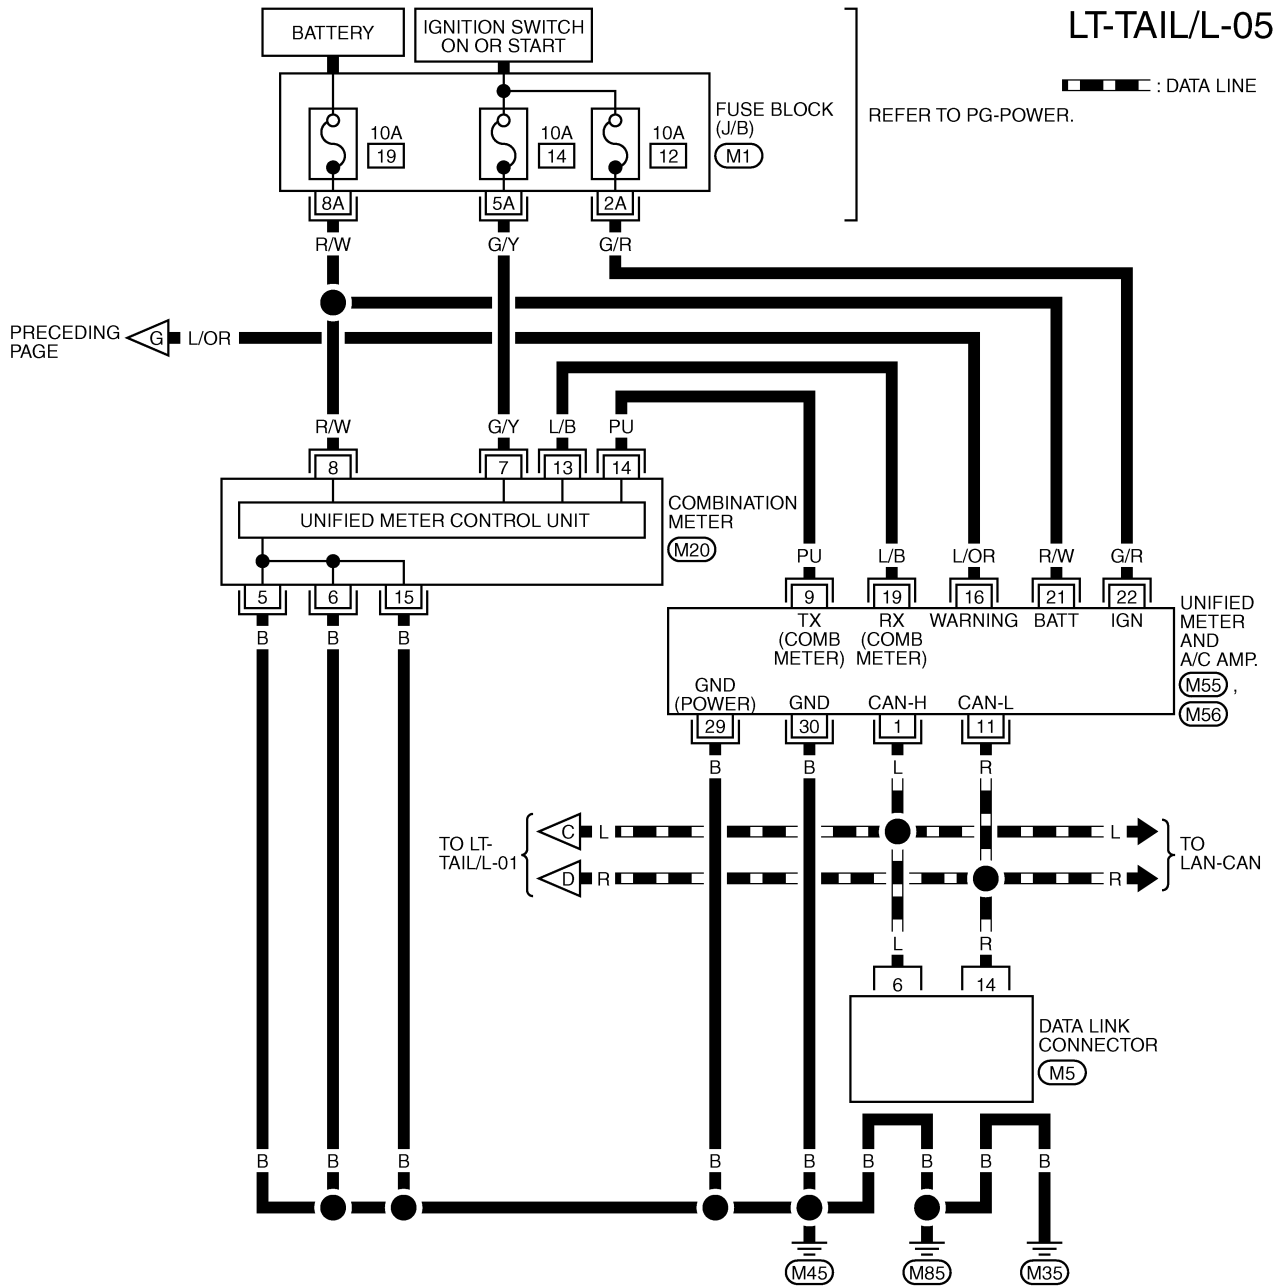 LT-TAIL/L-05
: DATA LINE
BATTERY
IGNITION SWITCH
ON OR START
FUSE BLOCK
(J/B)
M1
REFER TO PG-POWER.
10A
19
10A
14
10A
12
8A
5A
2A
R/W
G/Y
G/R
PRECEDING
PAGE
G
L/OR
R/W
G/Y
L/B
PU
8
7
13
14
UNIFIED METER CONTROL UNIT
COMBINATION
METER
M20
5
6
15
B
B
B
PU
L/B
L/OR
R/W
G/R
9
19
16
21
22
TX
(COMB
METER)
RX
(COMB
METER)
WARNING
BATT
IGN
UNIFIED
METER
AND
A/C AMP.
M55 ,
M56
GND
(POWER)
GND
CAN-H
CAN-L
29
30
1
11
B
B
L
R
TO LT-
TAIL/L-01
C
L
L
D
R
R
TO
LAN-CAN
L
R
6
14
DATA LINK
CONNECTOR
M5
B
B
B
B
B
B
B
B
B
M45
M85
M35